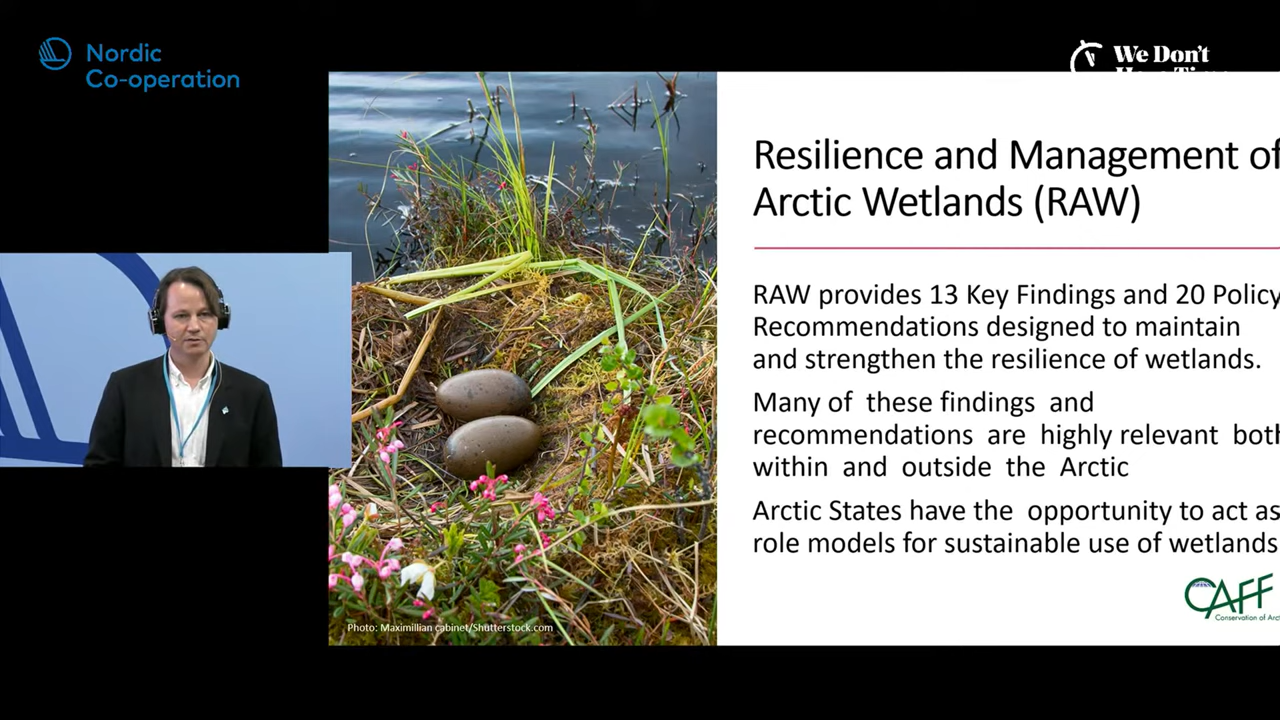 Nordic
Co-operation
We Don't
Resilience and Management of
Arctic Wetlands (RAW)
RAW provides 13 Key Findings and 20 Policy
Recommendations designed to maintain
and strengthen the resilience of wetlands.
Many of these findings and
recommendations are highly relevant both
within and outside the Arctic
Arctic States have the opportunity to act as
role models for sustainable use of wetlands
CAFF
Conservation of Arc
Photo: Maximillian cabinet/Shutterstock.com